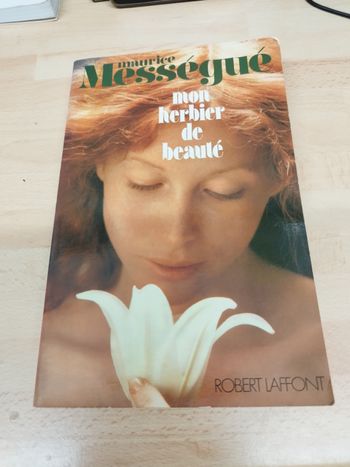 maurice
Mességué
mon
herbier
de
beauté
ROBERT LAFFONT